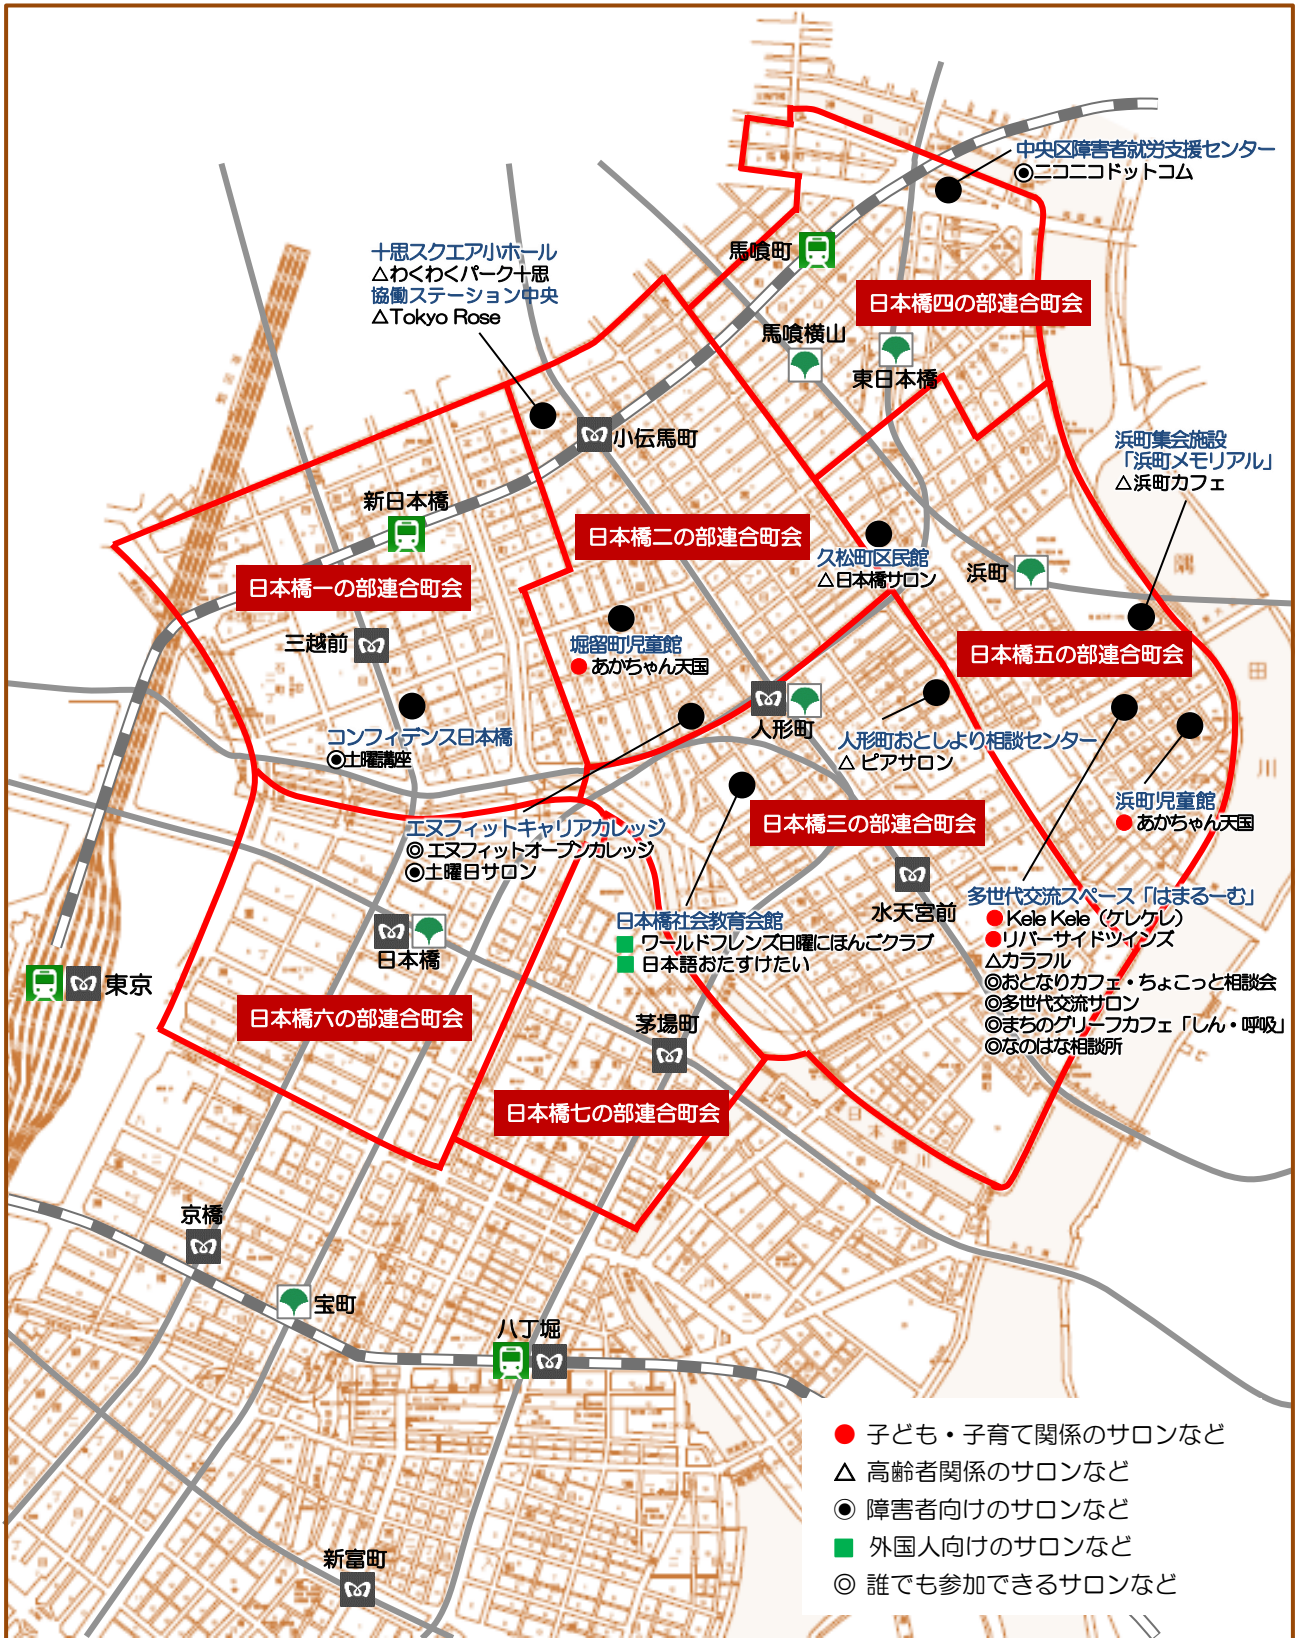 中央区障害者就労支援センター
◉ニコニコドットコム
十思スクエア小ホール
△わくわくパーク十思
協働ステーション中央
△Tokyo Rose
馬喰町
日本橋四の部連合町会
馬喰横山
東日本橋
小伝馬町
浜町集会施設
「浜町メモリアル」
△浜町カフェ
新日本橋
日本橋二の部連合町会
久松町区民館
△日本橋サロン
浜町
日本橋一の部連合町会
三越前
堀留町児童館
●あかちゃん天国
日本橋五の部連合町会
人形町
コンフィデンス日本橋
◉土曜講座
人形町おとしより相談センター
△ピアサロン
浜町児童館
●あかちゃん天国
日本橋三の部連合町会
エヌフィットキャリアカレッジ
◎エヌフィットオープンカレッジ
◉土曜日サロン
水天宮前
日本橋社会教育会館
■ワールドフレンズ日曜にほんごクラブ
■日本語おたすけたい
多世代交流スペース「はまるーむ」
●Kele Kele（ケレケレ）
●リバーサイドツインズ
△カラフル
◎おとなりカフェ・ちょこっと相談会
◎多世代交流サロン
◎まちのグリーフカフェ「しん・呼吸」
◎なのはな相談所
日本橋
東京
日本橋六の部連合町会
茅場町
日本橋七の部連合町会
隅
田
川
日本橋川
京橋
宝町
八丁堀
新富町
●子ども・子育て関係のサロンなど
△高齢者関係のサロンなど
◉障害者向けのサロンなど
■外国人向けのサロンなど
◎誰でも参加できるサロンなど